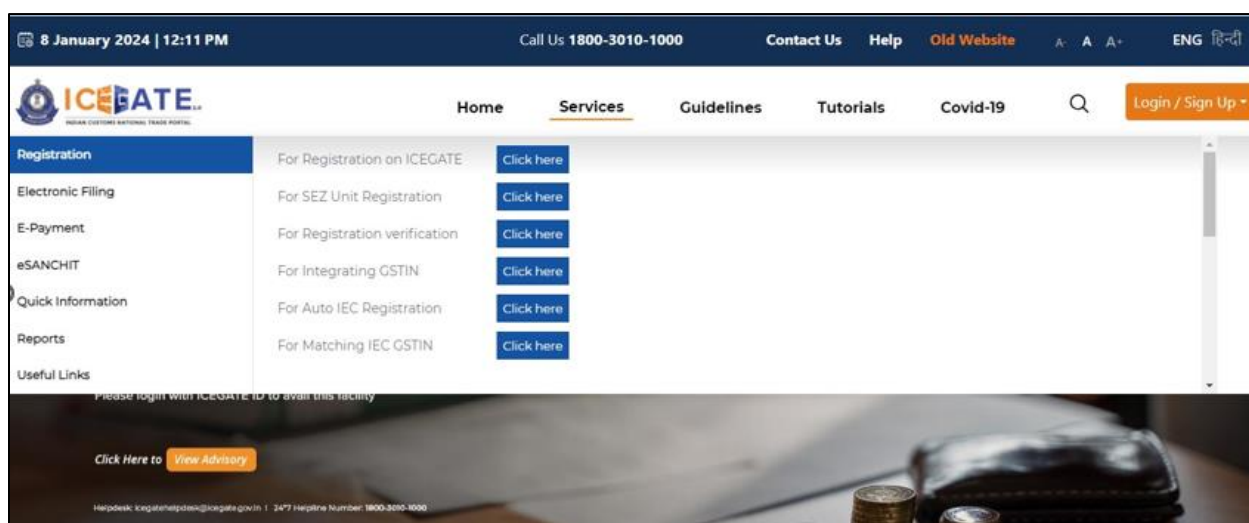 8 January 2024 | 12:11 PM Call Us 1800-3010-1000 Contact Us Help Old Website A- A A+ ENG हिन्दी
ICEGATE
INDIAN CUSTOMS NATIONAL TRADE PORTAL
Home Services Guidelines Tutorials Covid-19 Login / Sign Up
Registration
Electronic Filing
E-Payment
eSANCHIT
Quick Information
Reports
Useful Links
For Registration on ICEGATE Click here
For SEZ Unit Registration Click here
For Registration verification Click here
For Integrating GSTIN Click here
For Auto IEC Registration Click here
For Matching IEC GSTIN Click here
Please login with ICEGATE ID to avail this facility
Click Here to View Advisory
Helpdesk: icegatehelpdesk@icegate.gov.in | 24*7 Helpline Number: 1800-3010-1000